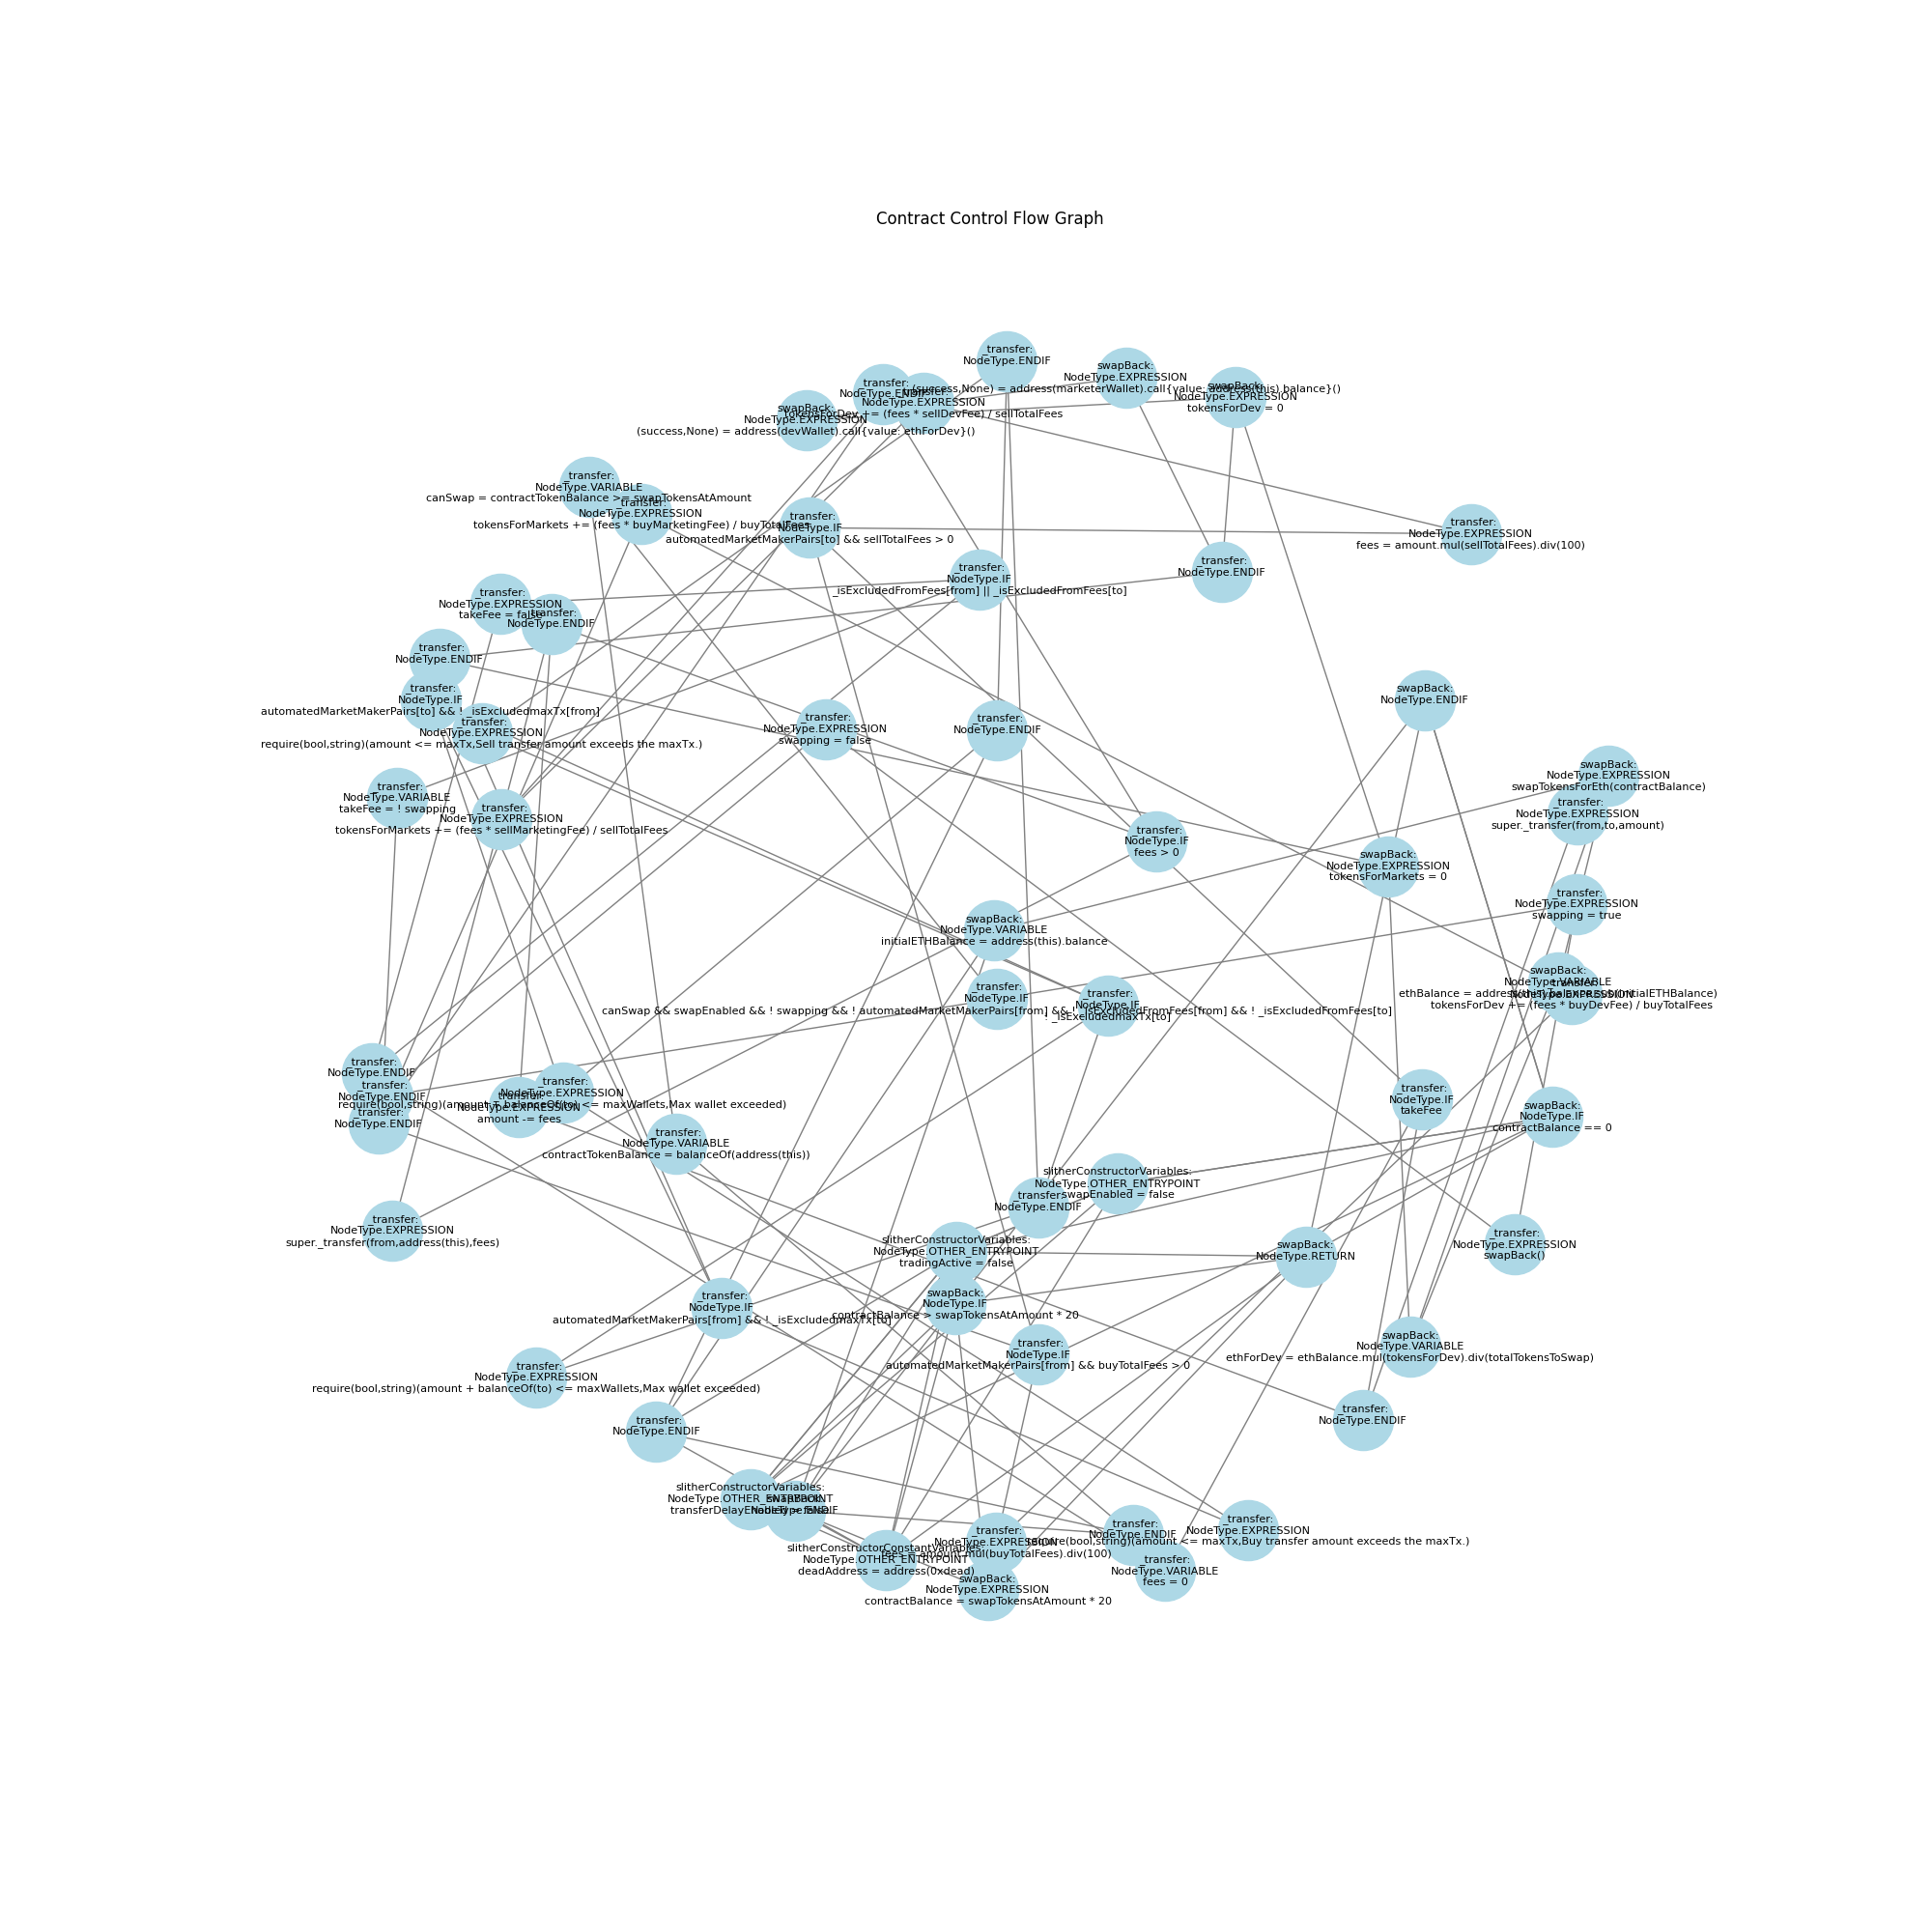 Contract Control Flow Graph
_transfer:
NodeType.ENDIF
swapBack:
NodeType.EXPRESSION
(success,None) = address(marketerWallet).call{value: address(this).balance}()
_transfer:
NodeType.ENDIF
swapBack:
NodeType.EXPRESSION
tokensForDev = 0
_transfer:
NodeType.EXPRESSION
tokensForDev += (fees * sellDevFee) / sellTotalFees
swapBack:
NodeType.EXPRESSION
(success,None) = address(devWallet).call{value: ethForDev}()
_transfer:
NodeType.VARIABLE
canSwap = contractTokenBalance >= swapTokensAtAmount
_transfer:
NodeType.EXPRESSION
tokensForMarkets += (fees * buyMarketingFee) / buyTotalFees
_transfer:
NodeType.IF
automatedMarketMakerPairs[to] && sellTotalFees > 0
_transfer:
NodeType.EXPRESSION
fees = amount.mul(sellTotalFees).div(100)
_transfer:
NodeType.IF
_isExcludedFromFees[from] || _isExcludedFromFees[to]
_transfer:
NodeType.ENDIF
_transfer:
NodeType.EXPRESSION
takeFee = false
_transfer:
NodeType.ENDIF
_transfer:
NodeType.ENDIF
_transfer:
NodeType.IF
automatedMarketMakerPairs[to] && ! _isExcludedmaxTx[from]
swapBack:
NodeType.ENDIF
_transfer:
NodeType.EXPRESSION
require(bool,string)(amount <= maxTx,Sell transfer amount exceeds the maxTx.)
_transfer:
NodeType.EXPRESSION
swapping = false
_transfer:
NodeType.ENDIF
swapBack:
NodeType.EXPRESSION
swapTokensForEth(contractBalance)
_transfer:
NodeType.VARIABLE
takeFee = ! swapping
_transfer:
NodeType.EXPRESSION
tokensForMarkets += (fees * sellMarketingFee) / sellTotalFees
_transfer:
NodeType.EXPRESSION
super._transfer(from,to,amount)
_transfer:
NodeType.IF
fees > 0
swapBack:
NodeType.EXPRESSION
tokensForMarkets = 0
_transfer:
NodeType.EXPRESSION
swapping = true
swapBack:
NodeType.VARIABLE
initialETHBalance = address(this).balance
swapBack:
NodeType.VARIABLE
ethBalance = address(this).balance.sub(initialETHBalance)
_transfer:
NodeType.EXPRESSION
tokensForDev += (fees * buyDevFee) / buyTotalFees
_transfer:
NodeType.IF
canSwap && swapEnabled && ! swapping && ! automatedMarketMakerPairs[from] && ! _isExcludedFromFees[from] && ! _isExcludedFromFees[to]
_transfer:
NodeType.IF
! _isExcludedmaxTx[to]
_transfer:
NodeType.ENDIF
_transfer:
NodeType.ENDIF
_transfer:
NodeType.ENDIF
_transfer:
NodeType.EXPRESSION
require(bool,string)(amount + balanceOf(to) <= maxWallets,Max wallet exceeded)
_transfer:
NodeType.EXPRESSION
amount -= fees
_transfer:
NodeType.IF
takeFee
swapBack:
NodeType.IF
contractBalance == 0
_transfer:
NodeType.VARIABLE
contractTokenBalance = balanceOf(address(this))
slitherConstructorVariables:
NodeType.OTHER_ENTRYPOINT
swapEnabled = false
_transfer:
NodeType.ENDIF
_transfer:
NodeType.EXPRESSION
super._transfer(from,address(this),fees)
slitherConstructorVariables:
NodeType.OTHER_ENTRYPOINT
tradingActive = false
swapBack:
NodeType.RETURN
_transfer:
NodeType.EXPRESSION
swapBack()
_transfer:
NodeType.IF
automatedMarketMakerPairs[from] && ! _isExcludedmaxTx[to]
swapBack:
NodeType.IF
contractBalance > swapTokensAtAmount * 20
_transfer:
NodeType.IF
automatedMarketMakerPairs[from] && buyTotalFees > 0
swapBack:
NodeType.VARIABLE
ethForDev = ethBalance.mul(tokensForDev).div(totalTokensToSwap)
_transfer:
NodeType.EXPRESSION
require(bool,string)(amount + balanceOf(to) <= maxWallets,Max wallet exceeded)
_transfer:
NodeType.ENDIF
_transfer:
NodeType.ENDIF
slitherConstructorVariables:
NodeType.OTHER_ENTRYPOINT
transferDelayEnabled = false
swapBack:
NodeType.ENDIF
slitherConstructorConstantVariables:
NodeType.OTHER_ENTRYPOINT
deadAddress = address(0xdead)
_transfer:
NodeType.EXPRESSION
fees = amount.mul(buyTotalFees).div(100)
_transfer:
NodeType.ENDIF
_transfer:
NodeType.EXPRESSION
require(bool,string)(amount <= maxTx,Buy transfer amount exceeds the maxTx.)
_transfer:
NodeType.VARIABLE
fees = 0
swapBack:
NodeType.EXPRESSION
contractBalance = swapTokensAtAmount * 20